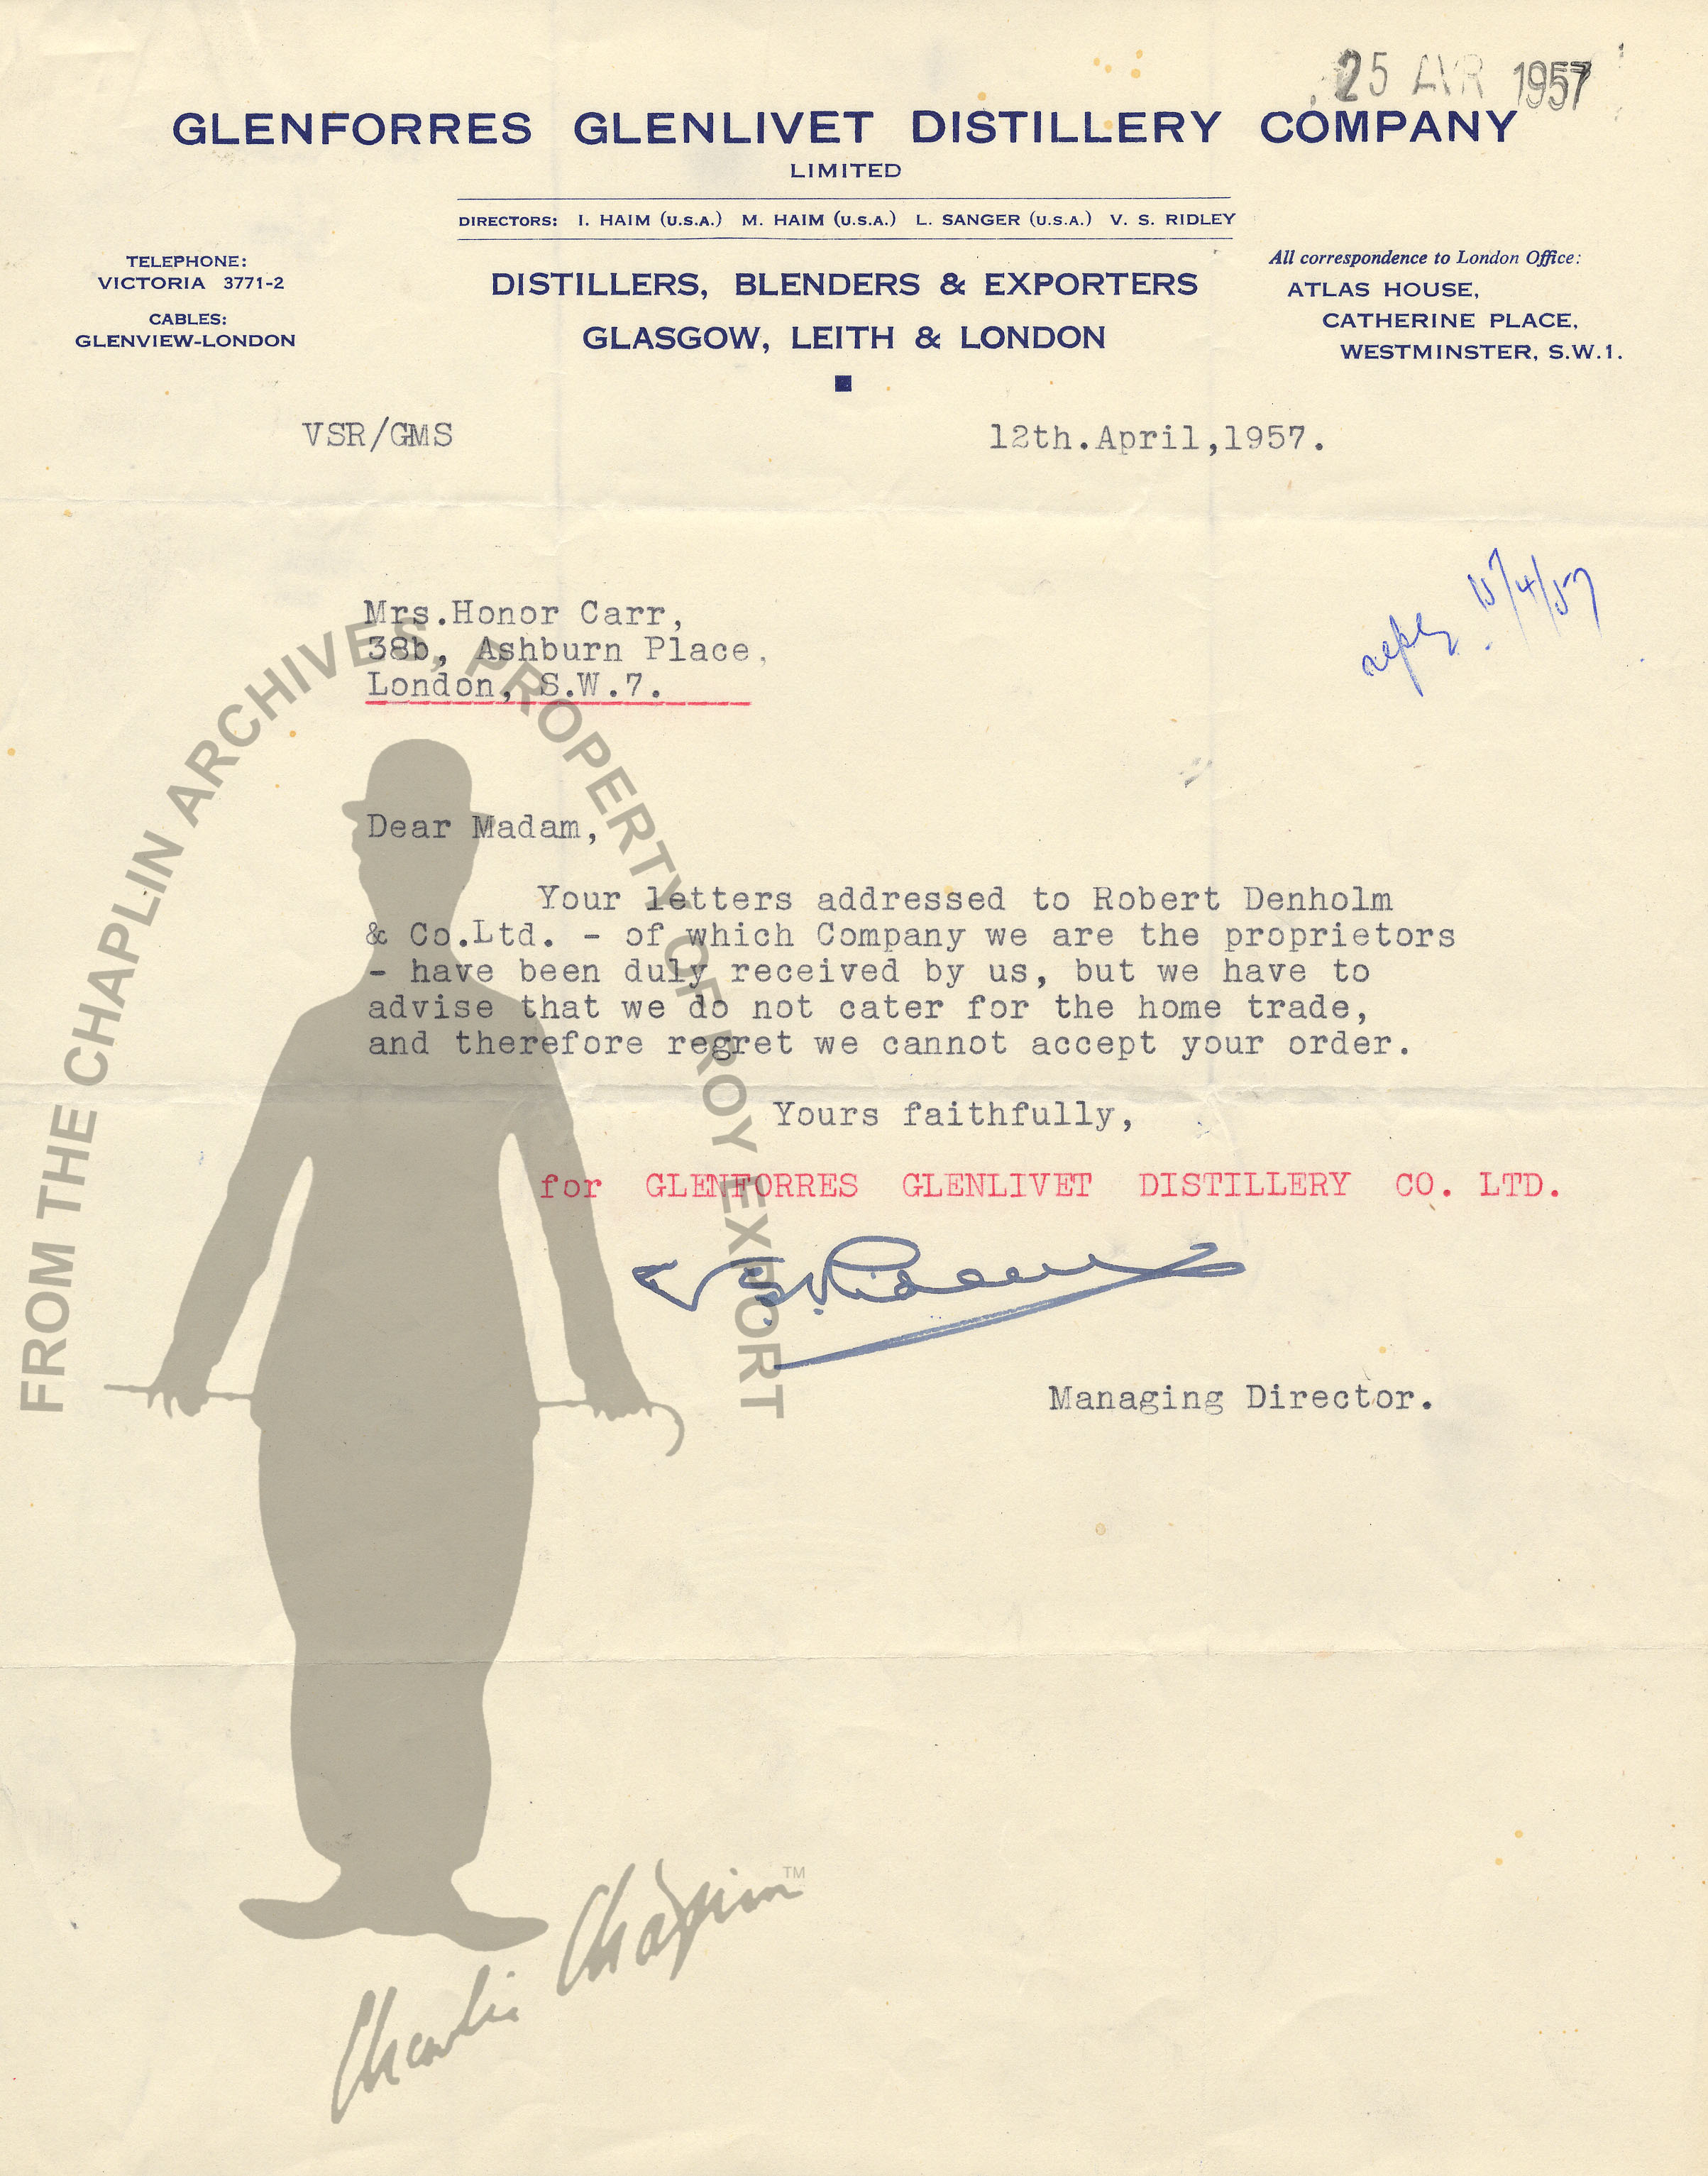 25 AVR 1957
GLENFORRES GLENLIVET DISTILLERY COMPANY
LIMITED
DIRECTORS: I. HAIM (U.S.A.) M. HAIM (U.S.A.) L. SANGER (U.S.A.) V. S. RIDLEY
TELEPHONE:
VICTORIA 3771-2
CABLES:
GLENVIEW-LONDON
DISTILLERS, BLENDERS & EXPORTERS
GLASGOW, LEITH & LONDON
All correspondence to London Office:
ATLAS HOUSE,
CATHERINE PLACE,
WESTMINSTER, S.W.1.
VSR/GMS
12th.April,1957.
reply
Mrs.Honor Carr,
38b, Ashburn Place,
London, S.W.7.
Dear Madam,
Your letters addressed to Robert Denholm
& Co.Ltd. - of which Company we are the proprietors
- have been duly received by us, but we have to
advise that we do not cater for the home trade,
and therefore regret we cannot accept your order.
Yours faithfully,
for GLENFORRES GLENLIVET DISTILLERY CO. LTD.
Managing Director.
FROM THE CHAPLIN ARCHIVES, PROPERTY OF ROY EXPORT
Charlie Chaplin™